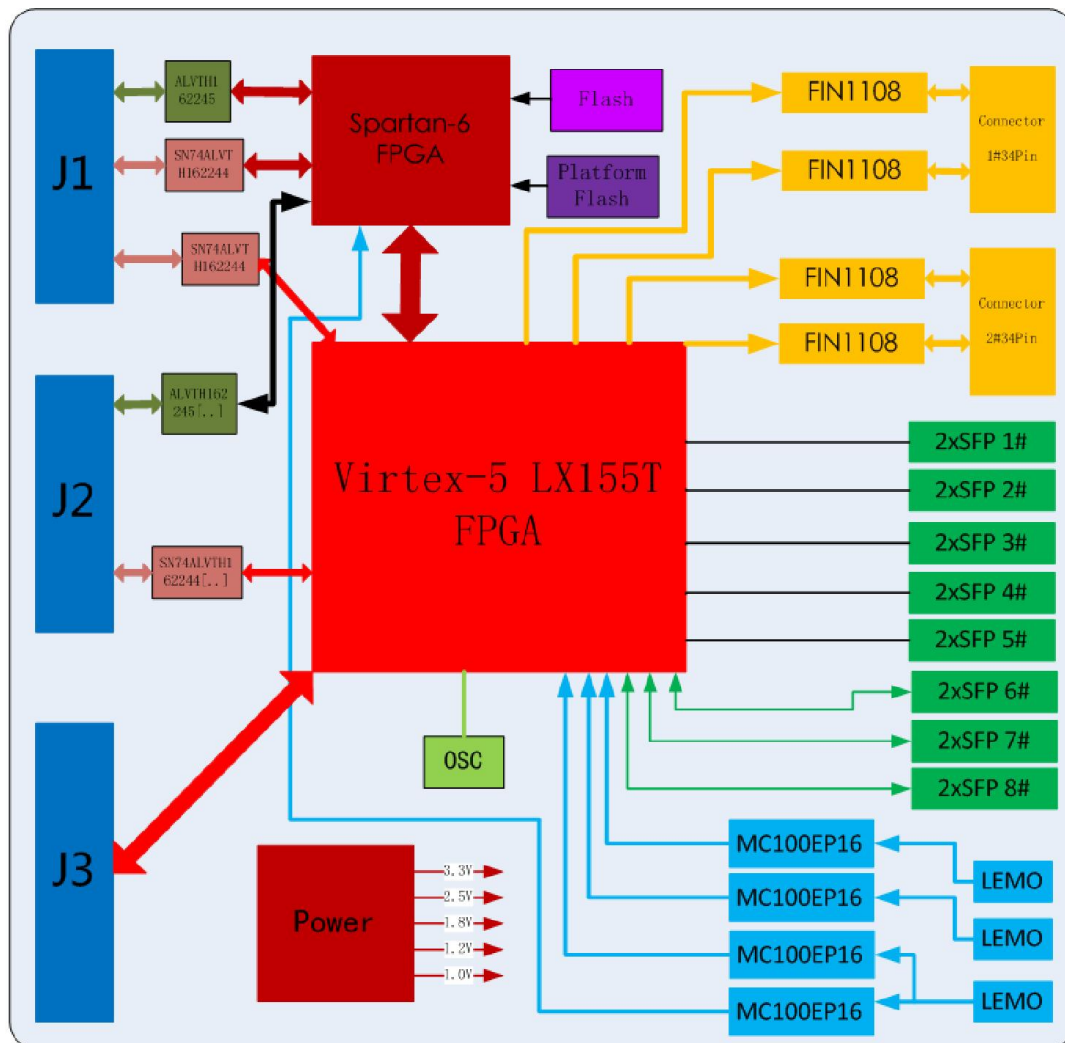 J1
ALVTH1
62245
SN74ALVT
H162244
SN74ALVT
H162244
Spartan-6
FPGA
Flash
Platform
Flash
FIN1108
FIN1108
Connector
1#34Pin
FIN1108
FIN1108
Connector
2#34Pin
J2
ALVTH162
245[..]
SN74ALVTH1
62244[..]
Virtex-5 LX155T
FPGA
2xSFP 1#
2xSFP 2#
2xSFP 3#
2xSFP 4#
2xSFP 5#
2xSFP 6#
2xSFP 7#
2xSFP 8#
OSC
J3
Power
3.3V
2.5V
1.8V
1.2V
1.0V
MC100EP16
MC100EP16
MC100EP16
MC100EP16
LEMO
LEMO
LEMO